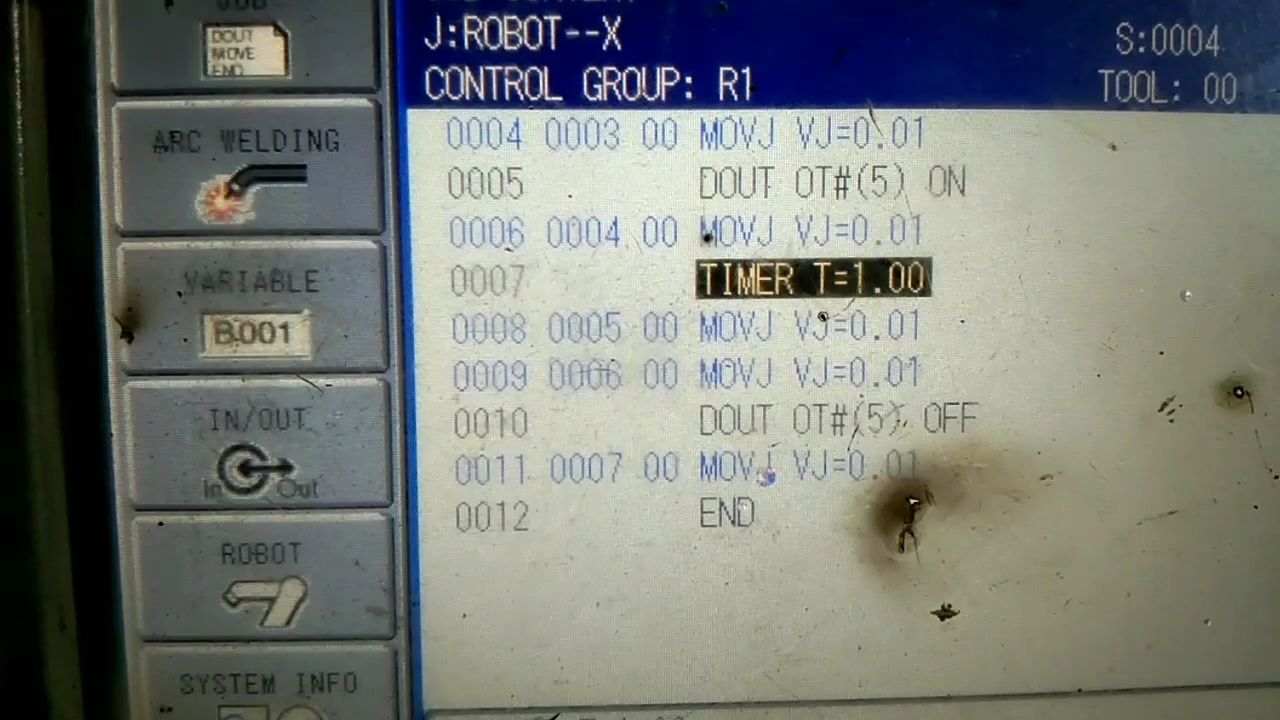 JOB
DOUT
MOVE
END
ARC WELDING
VARIABLE
B001
IN/OUT
In Out
ROBOT
SYSTEM INFO
J:ROBOT--X S:0004
CONTROL GROUP: R1 TOOL: 00
0004 0003 00 MOVJ VJ=0.01
0005 DOUT OT#(5) ON
0006 0004 00 MOVJ VJ=0.01
0007 TIMER T=1.00
0008 0005 00 MOVJ VJ=0.01
0009 0006 00 MOVJ VJ=0.01
0010 DOUT OT#(5) OFF
0011 0007 00 MOVJ VJ=0.01
0012 END